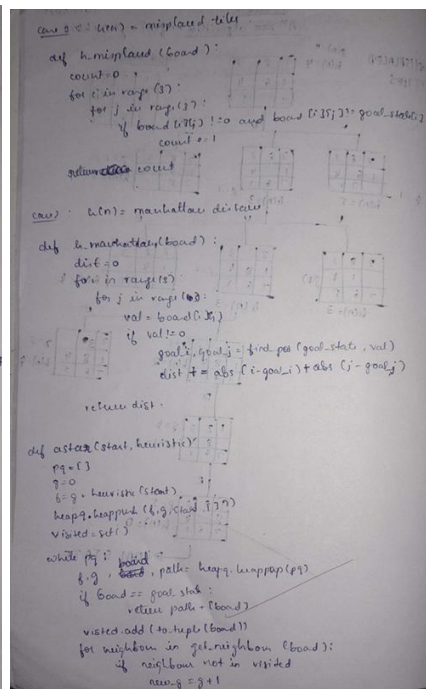 case 1: h(n) = misplaced tiles
def h_misplaced (board) :
count=0
for i in range (3) :
for j in range (3) :
if board [i][j] != 0 and board [i][j] != goal_state[i]
count += 1
return count
case 2 : h(n) = manhattan distance
def h_manhattan (board) :
dist = 0
for i in range (3)
for j in range (3) :
val = board [i][j]
if val != 0
goal_i, goal_j = find_pos (goal_state, val)
dist += abs (i-goal_i) + abs (j-goal_j)
return dist
def astar (start, heuristic)
pq = [ ]
g=0
f = g + heuristic (start)
heapq.heappush (f, g, start, [ ])
visited = set ( )
while pq :
f, g, board, path = heapq.heappop (pq)
if board == goal_state :
return path + [board]
visited.add (to_tuple (board))
for neighbour in get_neighbour (board):
if neighbour not in visited
new_g = g + 1